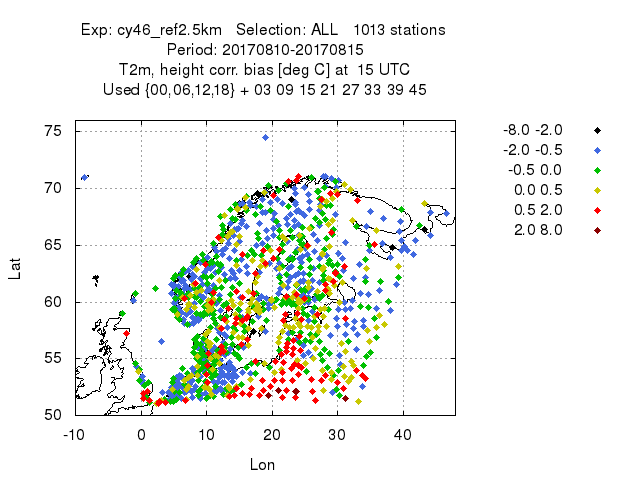 Exp: cy46_ref2.5km   Selection: ALL   1013 stations
Period: 20170810-20170815
T2m, height corr. bias [deg C] at  15 UTC
Used {00,06,12,18} + 03 09 15 21 27 33 39 45
-8.0 -2.0
-2.0 -0.5
-0.5 0.0
0.0 0.5
0.5 2.0
2.0 8.0
75
70
65
60
55
50
Lat
-10 0 10 20 30 40
Lon